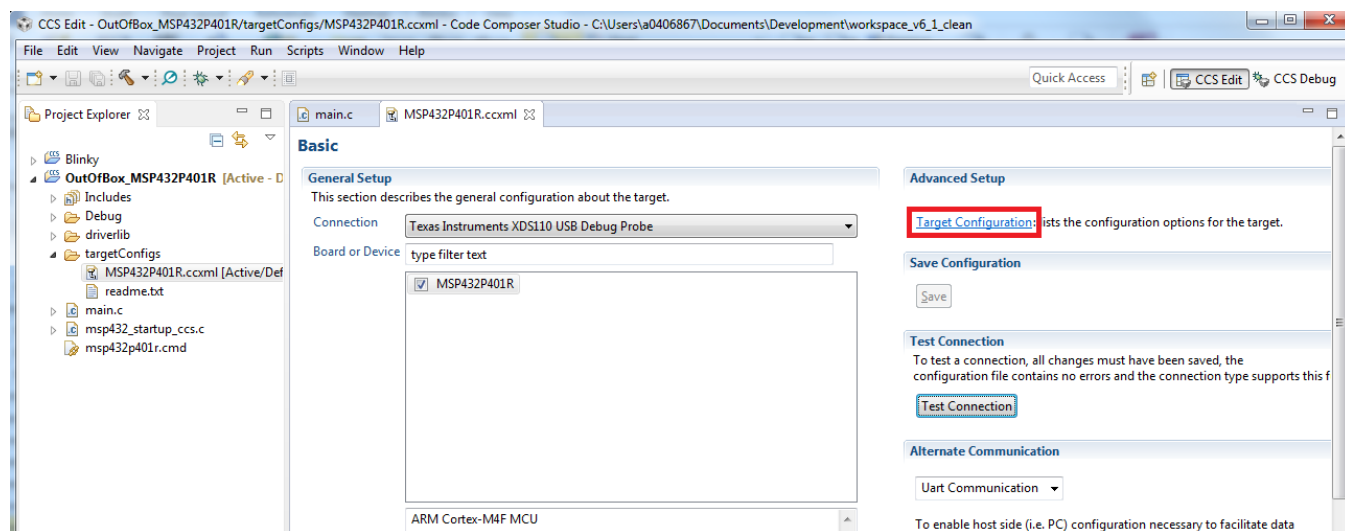 CCS Edit - OutOfBox_MSP432P401R/targetConfigs/MSP432P401R.ccxml - Code Composer Studio - C:\Users\a0406867\Documents\Development\workspace_v6_1_clean
File Edit View Navigate Project Run Scripts Window Help
Quick Access
CCS Edit
CCS Debug
Project Explorer
Blinky
OutOfBox_MSP432P401R [Active - D
Includes
Debug
driverlib
targetConfigs
MSP432P401R.ccxml [Active/Def
readme.txt
main.c
msp432_startup_ccs.c
msp432p401r.cmd
main.c
MSP432P401R.ccxml
Basic
General Setup
This section describes the general configuration about the target.
Connection
Texas Instruments XDS110 USB Debug Probe
Board or Device
type filter text
MSP432P401R
ARM Cortex-M4F MCU
Advanced Setup
Target Configuration: ists the configuration options for the target.
Save Configuration
Save
Test Connection
To test a connection, all changes must have been saved, the
configuration file contains no errors and the connection type supports this f
Test Connection
Alternate Communication
Uart Communication
To enable host side (i.e. PC) configuration necessary to facilitate data